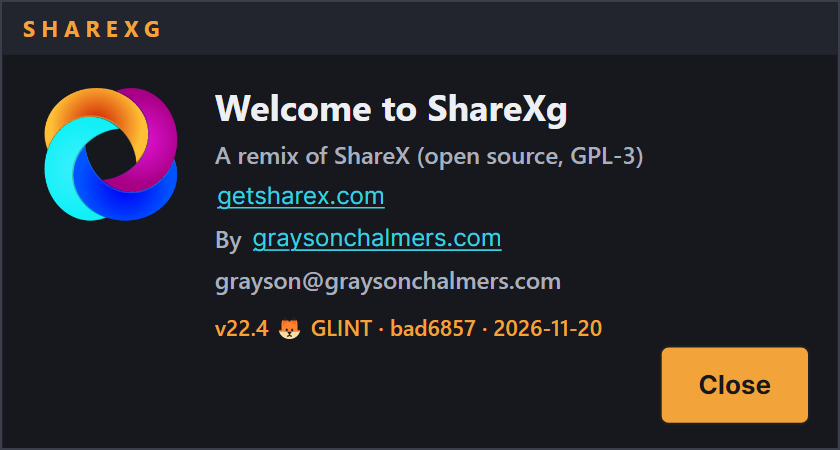 SHAREXG
Welcome to ShareXg
A remix of ShareX (open source, GPL-3)
getsharex.com
By graysonchalmers.com
grayson@graysonchalmers.com
v22.4 🦊 GLINT · bad6857 · 2026-11-20
Close